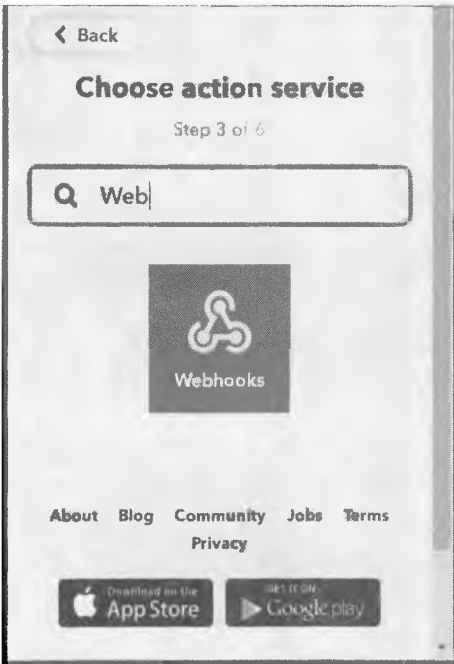 Back
Choose action service
Step 3 of 6
Web
Webhooks
About Blog Community Jobs Terms
Privacy
Download on the
App Store
GET IT ON
Google play